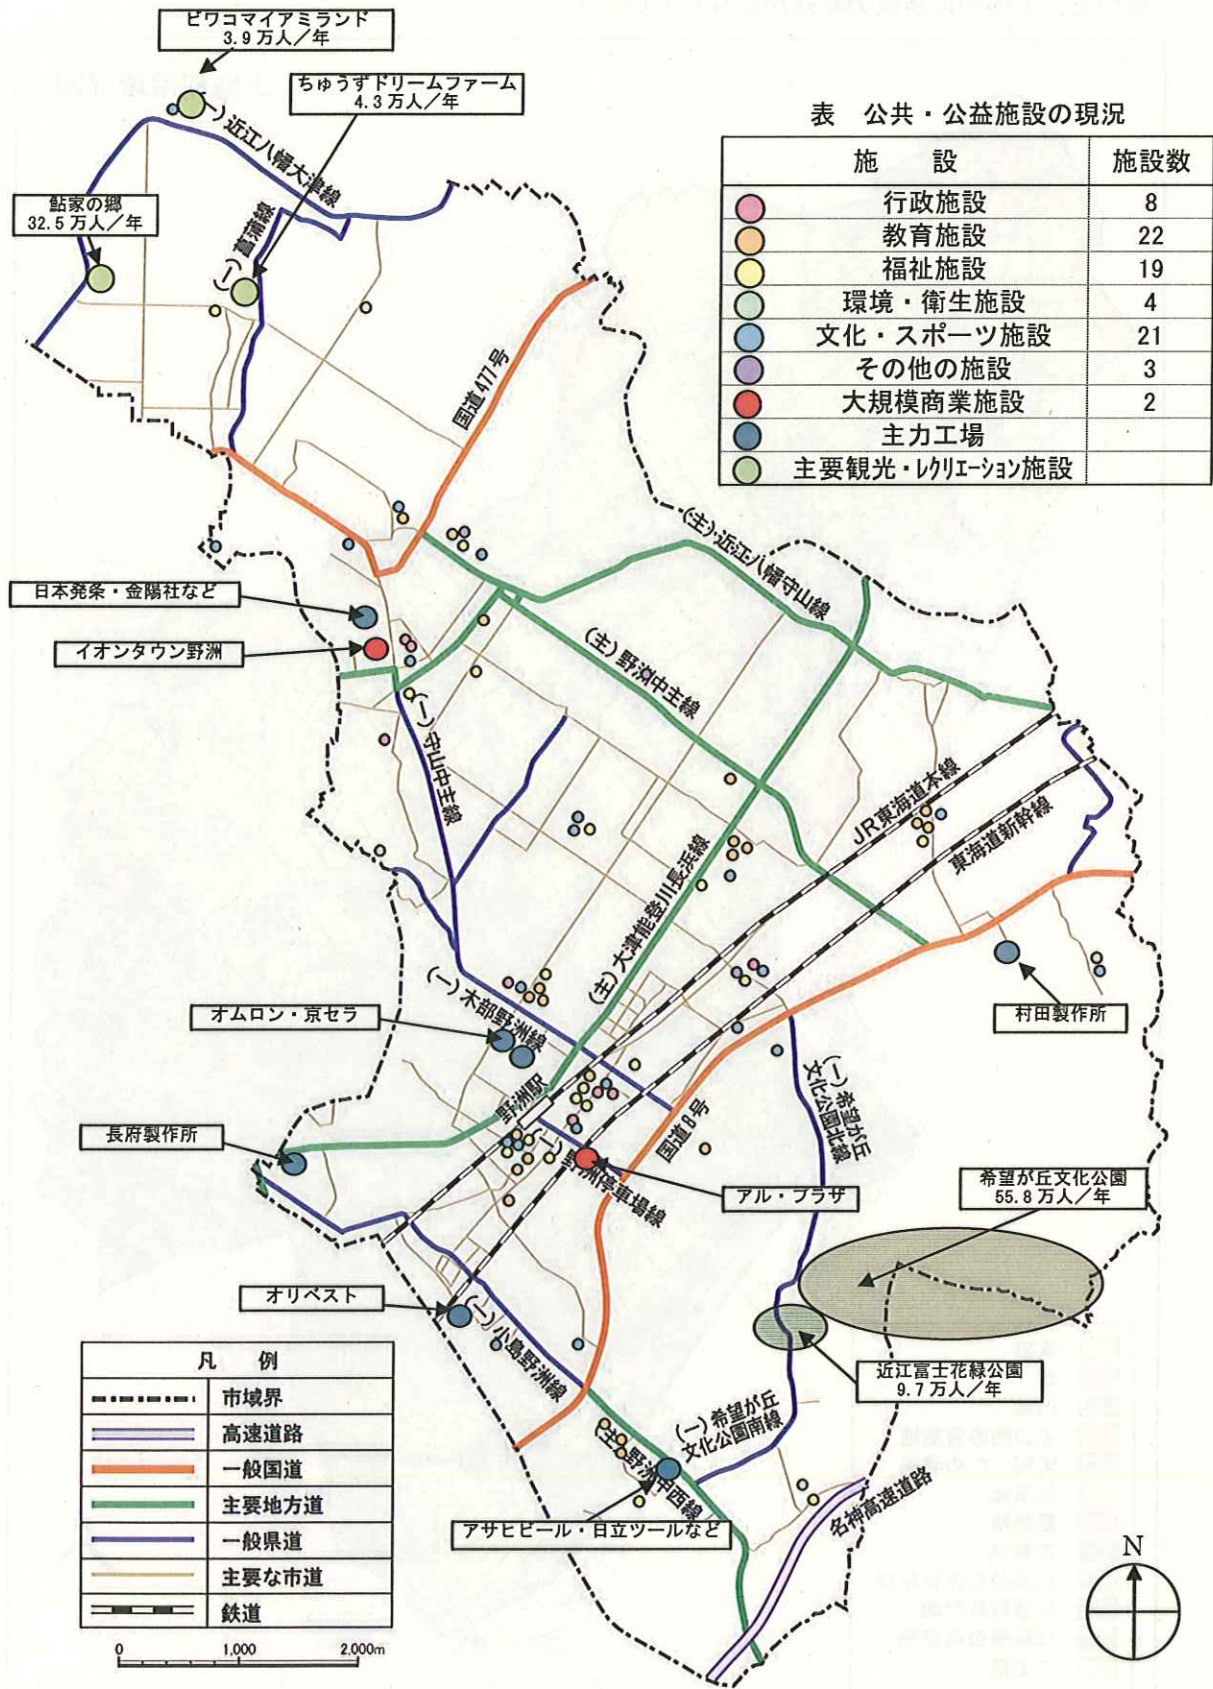 ビワコマイアミランド
3.9万人／年
ちゅうずドリームファーム
4.3万人／年
(一)近江八幡大津線
鮎家の郷
32.5万人／年
(一)菖蒲線
表　公共・公益施設の現況
施　設　施設数
行政施設　8
教育施設　22
福祉施設　19
環境・衛生施設　4
文化・スポーツ施設　21
その他の施設　3
大規模商業施設　2
主力工場
主要観光・レクリエーション施設
国道477号
(主)近江八幡守山線
日本発条・金陽社など
イオンタウン野洲
(主)野洲中主線
(一)守山中主線
JR東海道本線
東海道新幹線
(主)大津能登川長浜線
(一)木部野洲線
オムロン・京セラ
村田製作所
野洲駅
(一)希望が丘
文化公園北線
国道8号
長府製作所
(一)野洲停車場線
アル・プラザ
希望が丘文化公園
55.8万人／年
オリベスト
(一)小島野洲線
近江富士花緑公園
9.7万人／年
(一)希望が丘
文化公園南線
(主)野洲甲西線
名神高速道路
アサヒビール・日立ツールなど
凡　例
市域界
高速道路
一般国道
主要地方道
一般県道
主要な市道
鉄道
0　1,000　2,000m
N